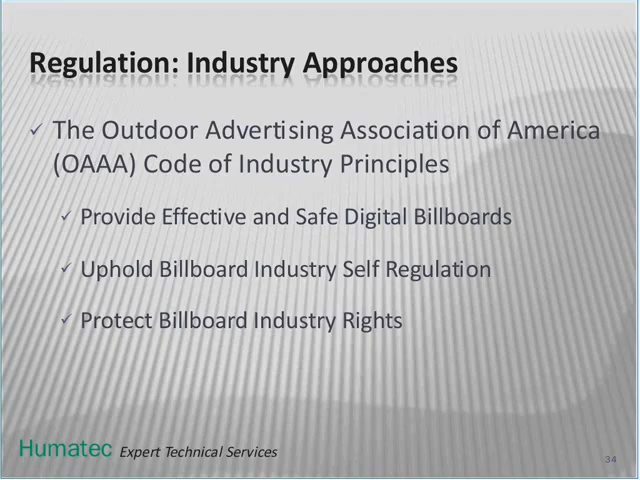 Regulation: Industry Approaches
✓ The Outdoor Advertising Association of America
(OAAA) Code of Industry Principles
✓ Provide Effective and Safe Digital Billboards
✓ Uphold Billboard Industry Self Regulation
✓ Protect Billboard Industry Rights
Humatec Expert Technical Services
34